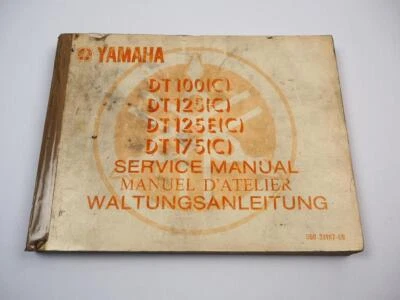 YAMAHA
DT100(C)
DT125(C)
DT125E(C)
DT175(C)
SERVICE MANUAL
MANUEL D'ATELIER
WALTUNGSANLEITUNG